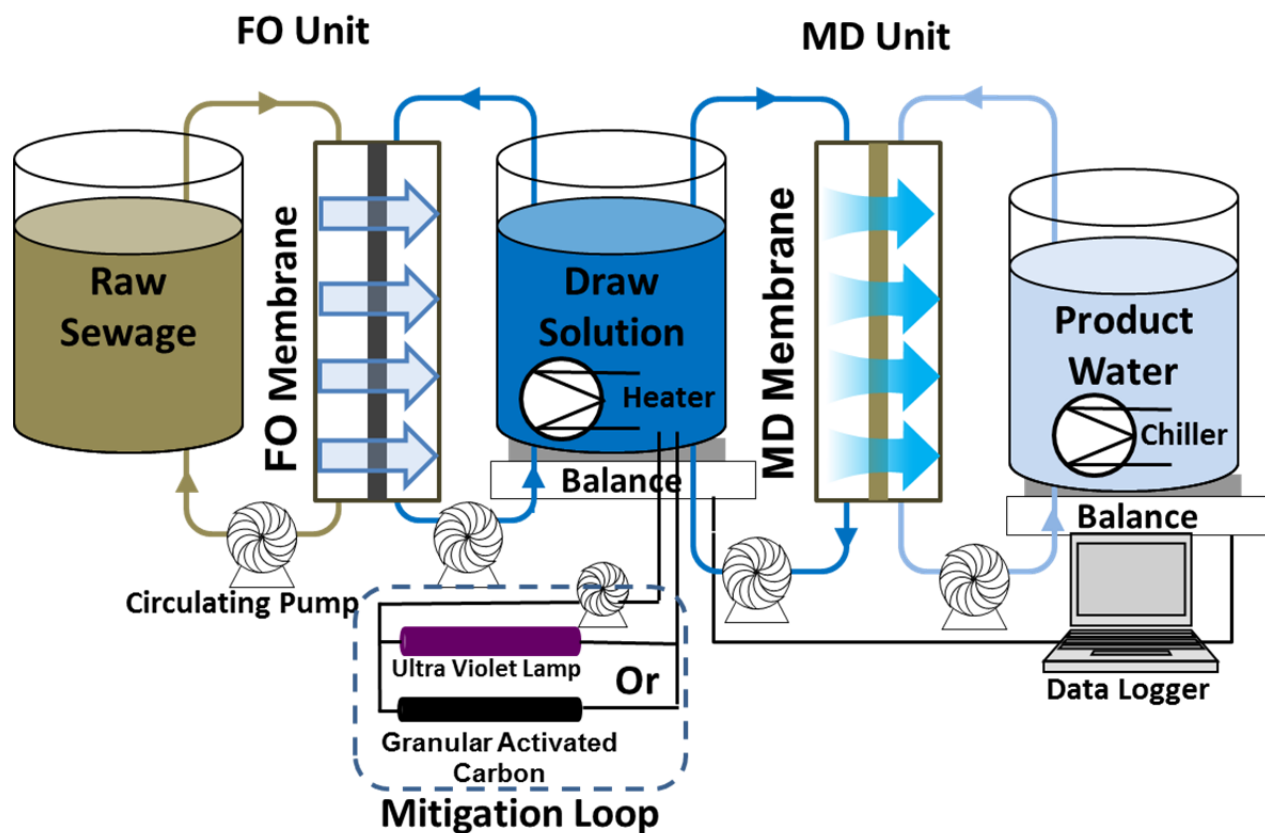 FO Unit
MD Unit
Raw
Sewage
FO Membrane
Draw
Solution
Heater
Balance
MD Membrane
Product
Water
Chiller
Balance
Circulating Pump
Ultra Violet Lamp
Or
Granular Activated
Carbon
Mitigation Loop
Data Logger